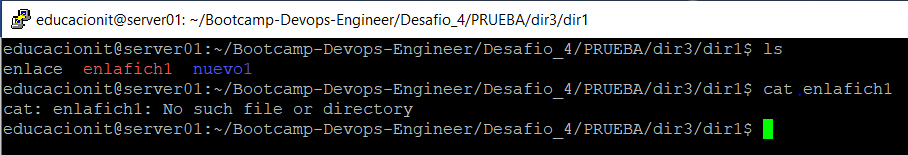 educacionit@server01: ~/Bootcamp-Devops-Engineer/Desafio_4/PRUEBA/dir3/dir1
educacionit@server01:~/Bootcamp-Devops-Engineer/Desafio_4/PRUEBA/dir3/dir1$ ls
enlace  enlafich1  nuevo1
educacionit@server01:~/Bootcamp-Devops-Engineer/Desafio_4/PRUEBA/dir3/dir1$ cat enlafich1
cat: enlafich1: No such file or directory
educacionit@server01:~/Bootcamp-Devops-Engineer/Desafio_4/PRUEBA/dir3/dir1$